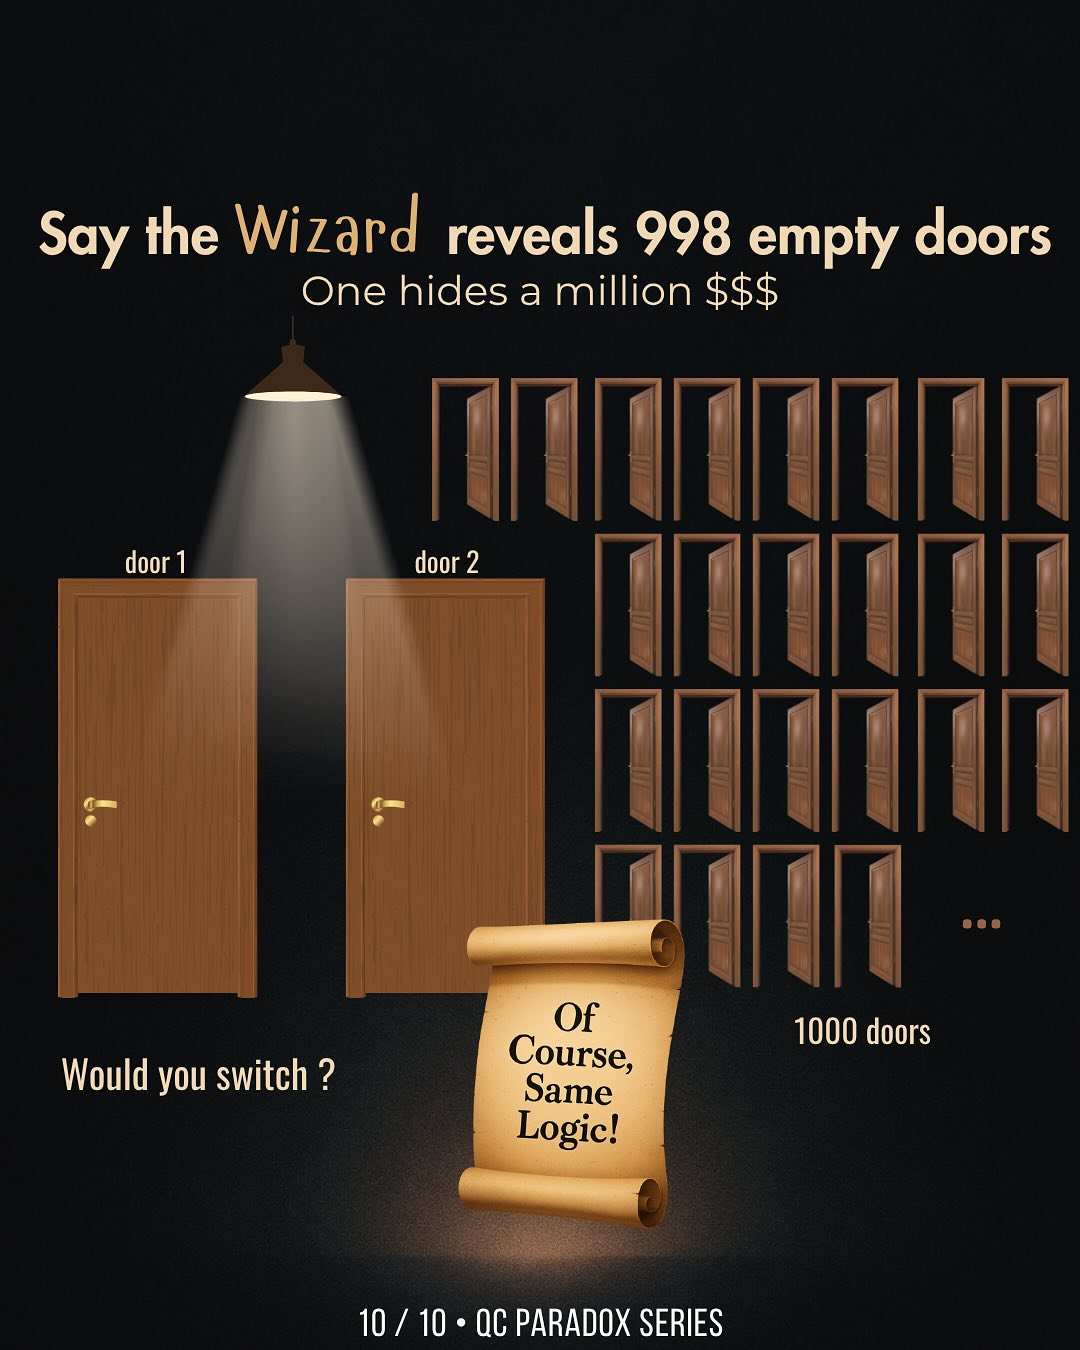 Say the Wizard reveals 998 empty doors
One hides a million $$$
door 1
door 2
1000 doors
Would you switch ?
Of
Course,
Same
Logic!
10 / 10 • QC PARADOX SERIES